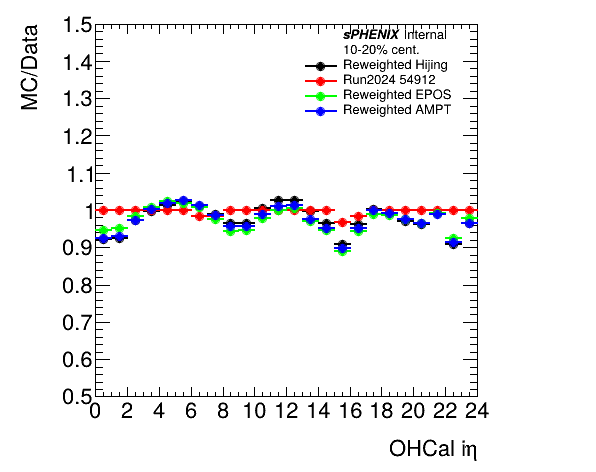 MC/Data
1.5
1.4
1.3
1.2
1.1
1
0.9
0.8
0.7
0.6
0.5
sPHENIX Internal
10-20% cent.
Reweighted Hijing
Run2024 54912
Reweighted EPOS
Reweighted AMPT
0 2 4 6 8 10 12 14 16 18 20 22 24
OHCal iη